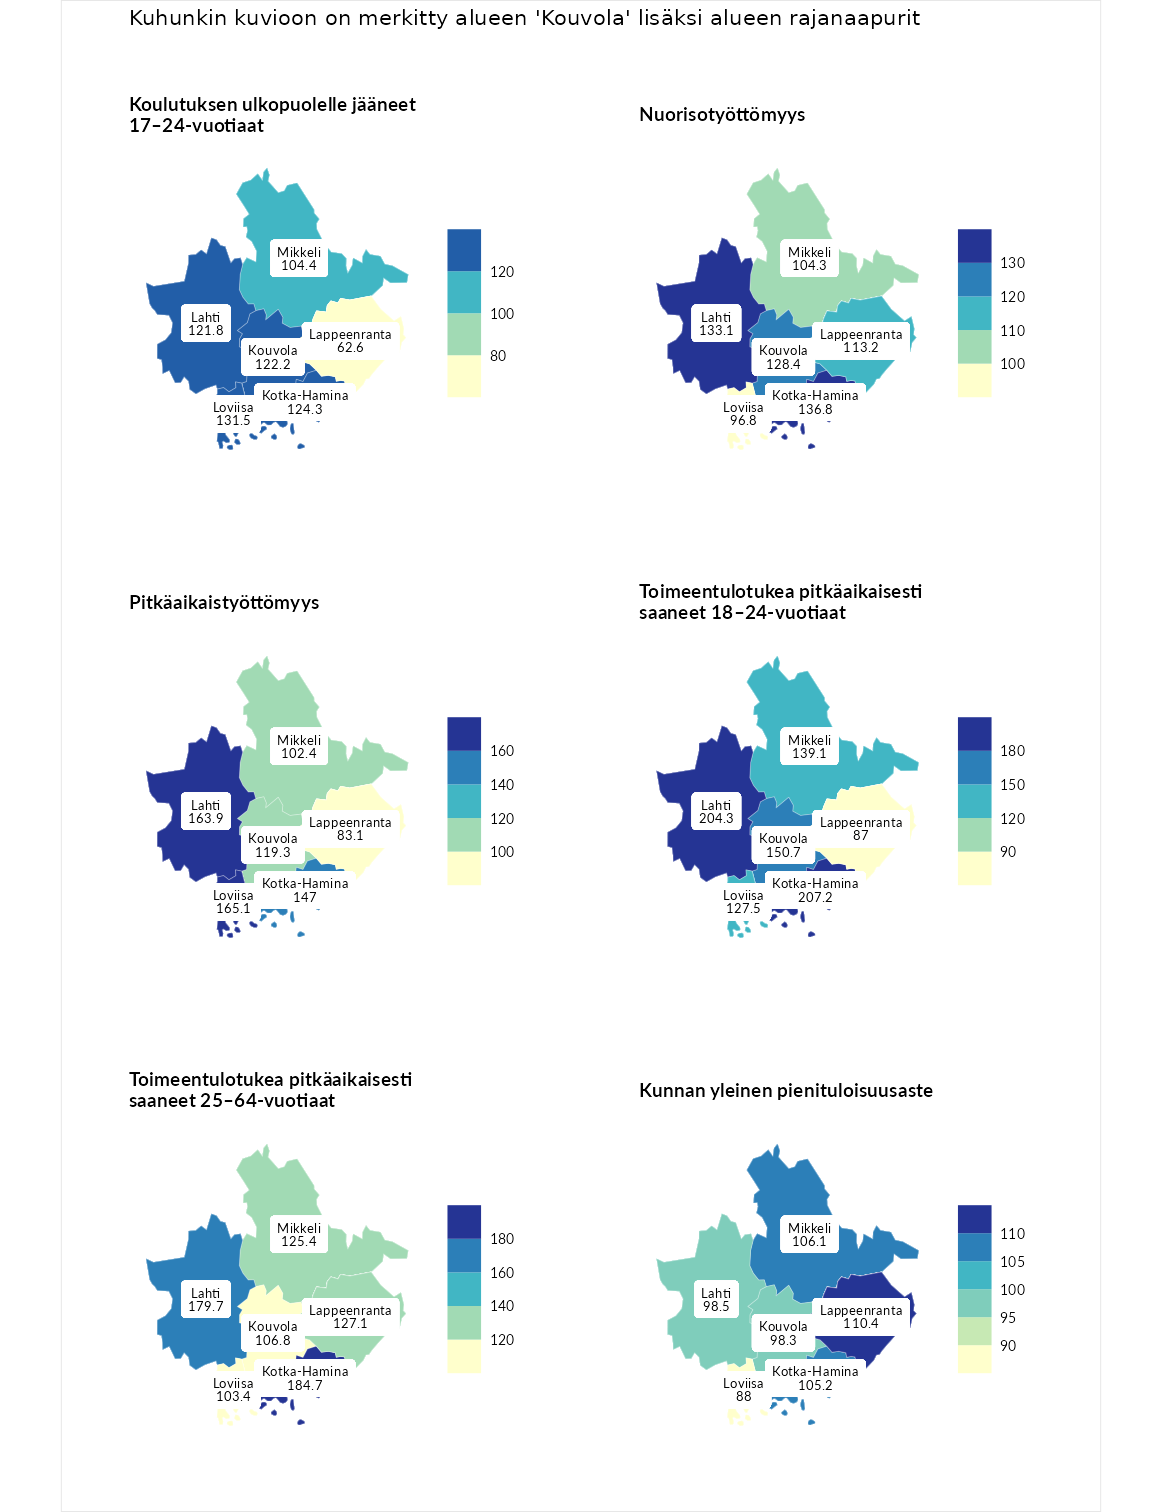 Kuhunkin kuvioon on merkitty alueen 'Kouvola' lisäksi alueen rajanaapurit
Koulutuksen ulkopuolelle jääneet
17–24-vuotiaat
Mikkeli
104.4
Lahti
121.8
Lappeenranta
62.6
Kouvola
122.2
Kotka-Hamina
124.3
Loviisa
131.5
120
100
80
Nuorisotyöttömyys
Mikkeli
104.3
Lahti
133.1
Lappeenranta
113.2
Kouvola
128.4
Kotka-Hamina
136.8
Loviisa
96.8
130
120
110
100
Pitkäaikaistyöttömyys
Mikkeli
102.4
Lahti
163.9
Lappeenranta
83.1
Kouvola
119.3
Kotka-Hamina
147
Loviisa
165.1
160
140
120
100
Toimeentulotukea pitkäaikaisesti
saaneet 18–24-vuotiaat
Mikkeli
139.1
Lahti
204.3
Lappeenranta
87
Kouvola
150.7
Kotka-Hamina
207.2
Loviisa
127.5
180
150
120
90
Toimeentulotukea pitkäaikaisesti
saaneet 25–64-vuotiaat
Mikkeli
125.4
Lahti
179.7
Lappeenranta
127.1
Kouvola
106.8
Kotka-Hamina
184.7
Loviisa
103.4
180
160
140
120
Kunnan yleinen pienituloisuusaste
Mikkeli
106.1
Lahti
98.5
Lappeenranta
110.4
Kouvola
98.3
Kotka-Hamina
105.2
Loviisa
88
110
105
100
95
90